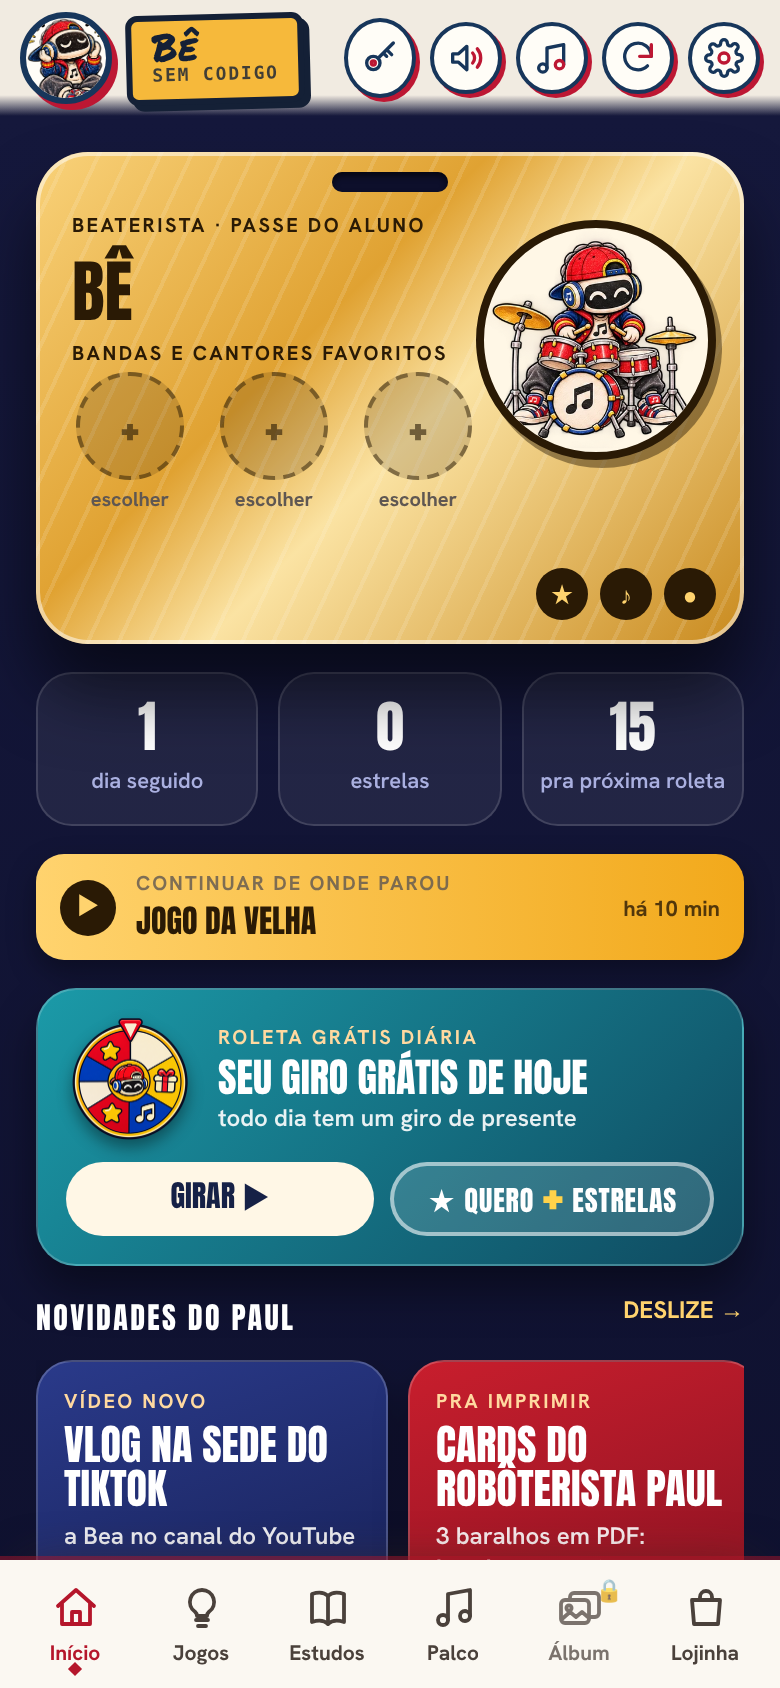 BÊ
SEM CODIGO
BEATERISTA · PASSE DO ALUNO
BÊ
BANDAS E CANTORES FAVORITOS
escolher escolher escolher
1 0 15
dia seguido estrelas pra próxima roleta
CONTINUAR DE ONDE PAROU
JOGO DA VELHA
há 10 min
ROLETA GRÁTIS DIÁRIA
SEU GIRO GRÁTIS DE HOJE
todo dia tem um giro de presente
GIRAR ▶ ★ QUERO + ESTRELAS
NOVIDADES DO PAUL DESLIZE →
VÍDEO NOVO
VLOG NA SEDE DO
TIKTOK
a Bea no canal do YouTube
PRA IMPRIMIR
CARDS DO
ROBÔTERISTA PAUL
3 baralhos em PDF:
Início Jogos Estudos Palco Álbum Lojinha